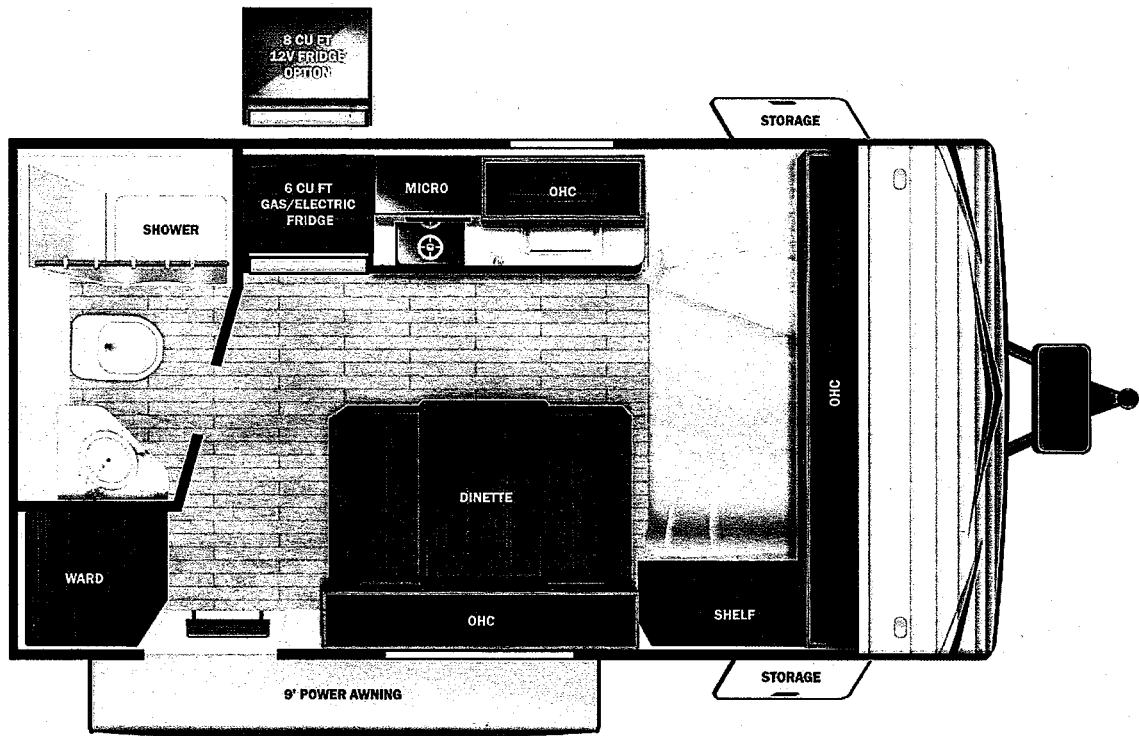 8 CU FT
12V FRIDGE
OPTION
STORAGE
6 CU FT
GAS/ELECTRIC
FRIDGE
MICRO
OHC
SHOWER
OHC
DINETTE
WARD
OHC
SHELF
STORAGE
9' POWER AWNING